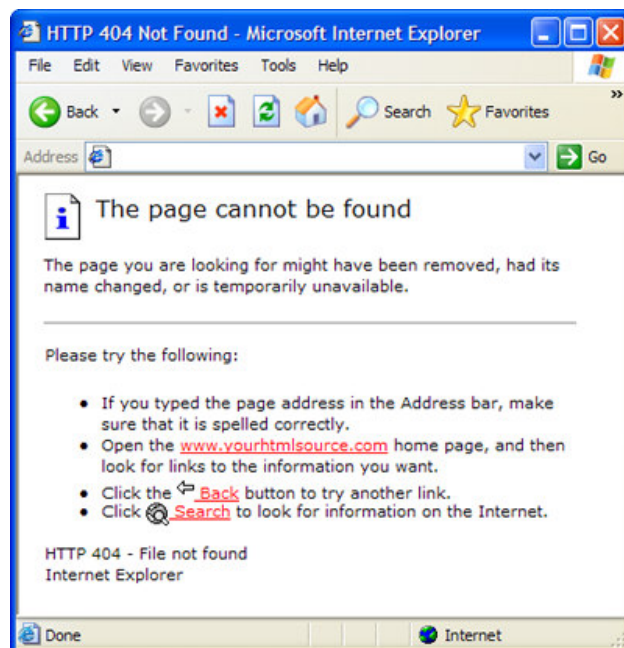 HTTP 404 Not Found - Microsoft Internet Explorer
File Edit View Favorites Tools Help
Back Search Favorites »
Address Go
The page cannot be found
The page you are looking for might have been removed, had its
name changed, or is temporarily unavailable.
Please try the following:
• If you typed the page address in the Address bar, make
sure that it is spelled correctly.
• Open the www.yourhtmlsource.com home page, and then
look for links to the information you want.
• Click the Back button to try another link.
• Click Search to look for information on the Internet.
HTTP 404 - File not found
Internet Explorer
Done Internet